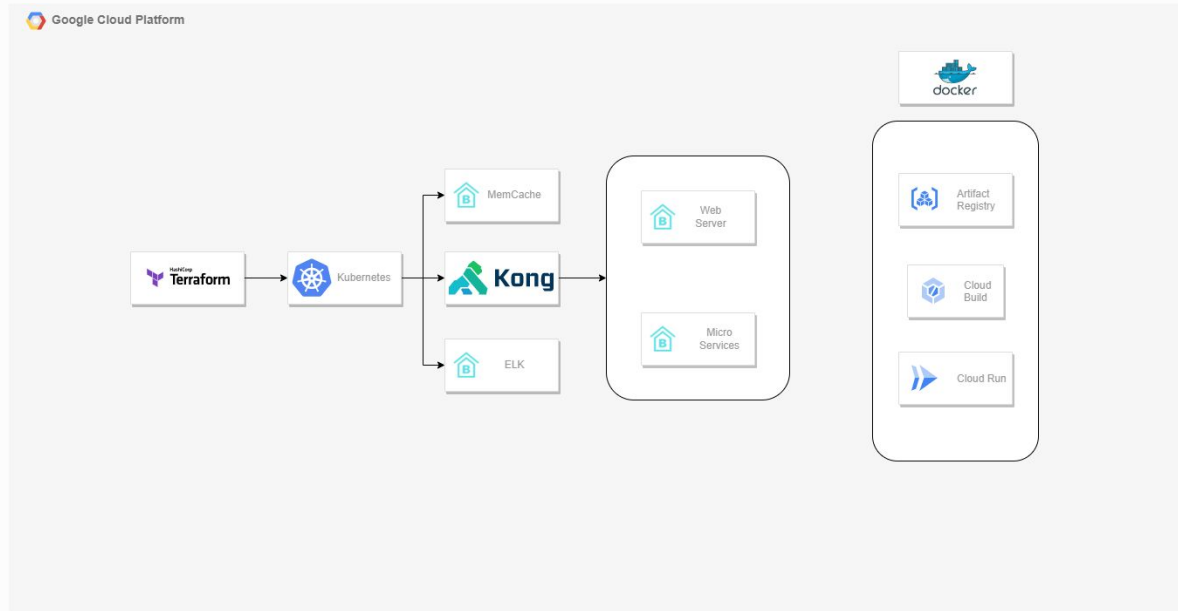 Google Cloud Platform
docker
MemCache
Artifact
Registry
Web
Server
B
B
HashiCorp
Terraform
Kubernetes
Kong
Cloud
Build
Micro
Services
B
ELK
B
Cloud Run